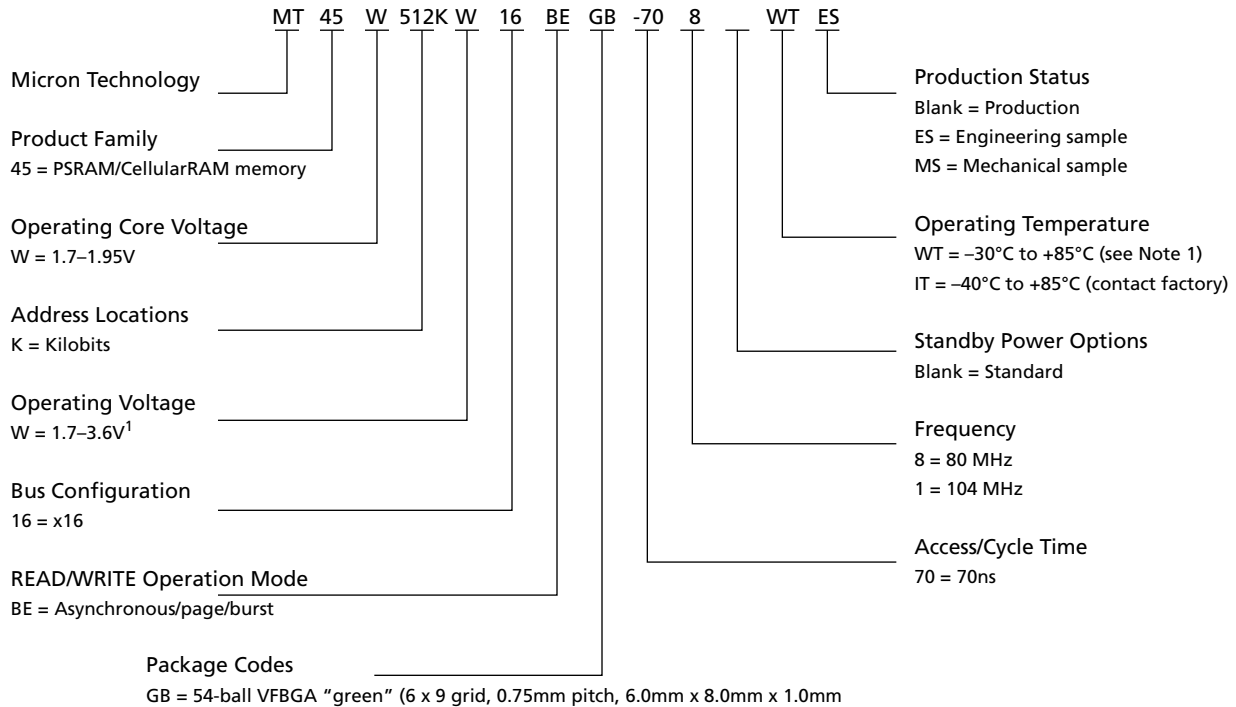 MT 45 W 512K W 16 BE GB -70 8 WT ES
Micron Technology
Product Family
45 = PSRAM/CellularRAM memory
Operating Core Voltage
W = 1.7–1.95V
Address Locations
K = Kilobits
Operating Voltage
W = 1.7–3.6V1
Bus Configuration
16 = x16
READ/WRITE Operation Mode
BE = Asynchronous/page/burst
Package Codes
GB = 54-ball VFBGA “green” (6 x 9 grid, 0.75mm pitch, 6.0mm x 8.0mm x 1.0mm
Production Status
Blank = Production
ES = Engineering sample
MS = Mechanical sample
Operating Temperature
WT = –30°C to +85°C (see Note 1)
IT = –40°C to +85°C (contact factory)
Standby Power Options
Blank = Standard
Frequency
8 = 80 MHz
1 = 104 MHz
Access/Cycle Time
70 = 70ns